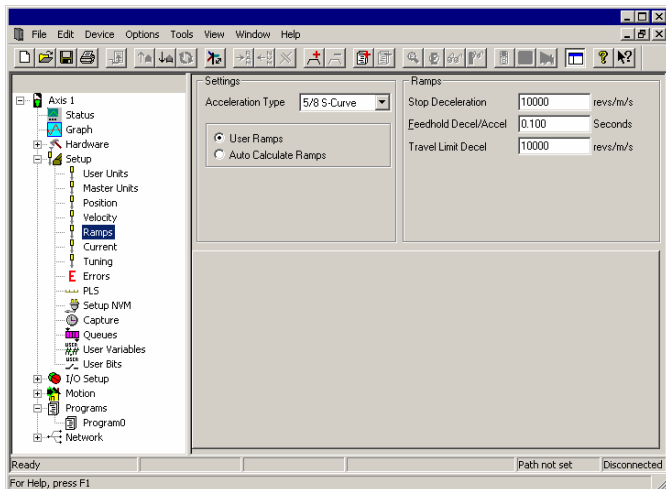 File Edit Device Options Tools View Window Help
Axis 1
Status
Graph
Hardware
Setup
User Units
Master Units
Position
Velocity
Ramps
Current
Tuning
Errors
PLS
Setup NVM
Capture
Queues
User Variables
User Bits
I/O Setup
Motion
Programs
Program0
Network
Settings
Acceleration Type 5/8 S-Curve
User Ramps
Auto Calculate Ramps
Ramps
Stop Deceleration 10000 revs/m/s
Feedhold Decel/Accel 0.100 Seconds
Travel Limit Decel 10000 revs/m/s
Ready Path not set Disconnected
For Help, press F1